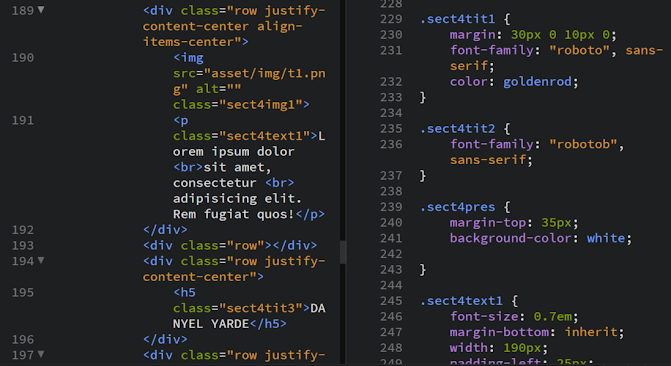 189 <div class="row justify-
content-center align-
items-center">
190 <img
src="asset/img/t1.pn
g" alt=""
class="sect4img1">
191 <p
class="sect4text1">L
orem ipsum dolor
<br>sit amet,
consectetur <br>
adipisicing elit.
Rem fugiat quos!</p>
192 </div>
193 <div class="row"></div>
194 <div class="row justify-
content-center">
195 <h5
class="sect4tit3">DA
NYEL YARDE</h5>
196 </div>
197 <div class="row justify-
228
229 .sect4tit1 {
230 margin: 30px 0 10px 0;
231 font-family: "roboto", sans-
serif;
232 color: goldenrod;
233 }
234
235 .sect4tit2 {
236 font-family: "robotob",
sans-serif;
237 }
238
239 .sect4pres {
240 margin-top: 35px;
241 background-color: white;
242
243 }
244
245 .sect4text1 {
246 font-size: 0.7em;
247 margin-bottom: inherit;
248 width: 190px;
249 padding-left: 25px;